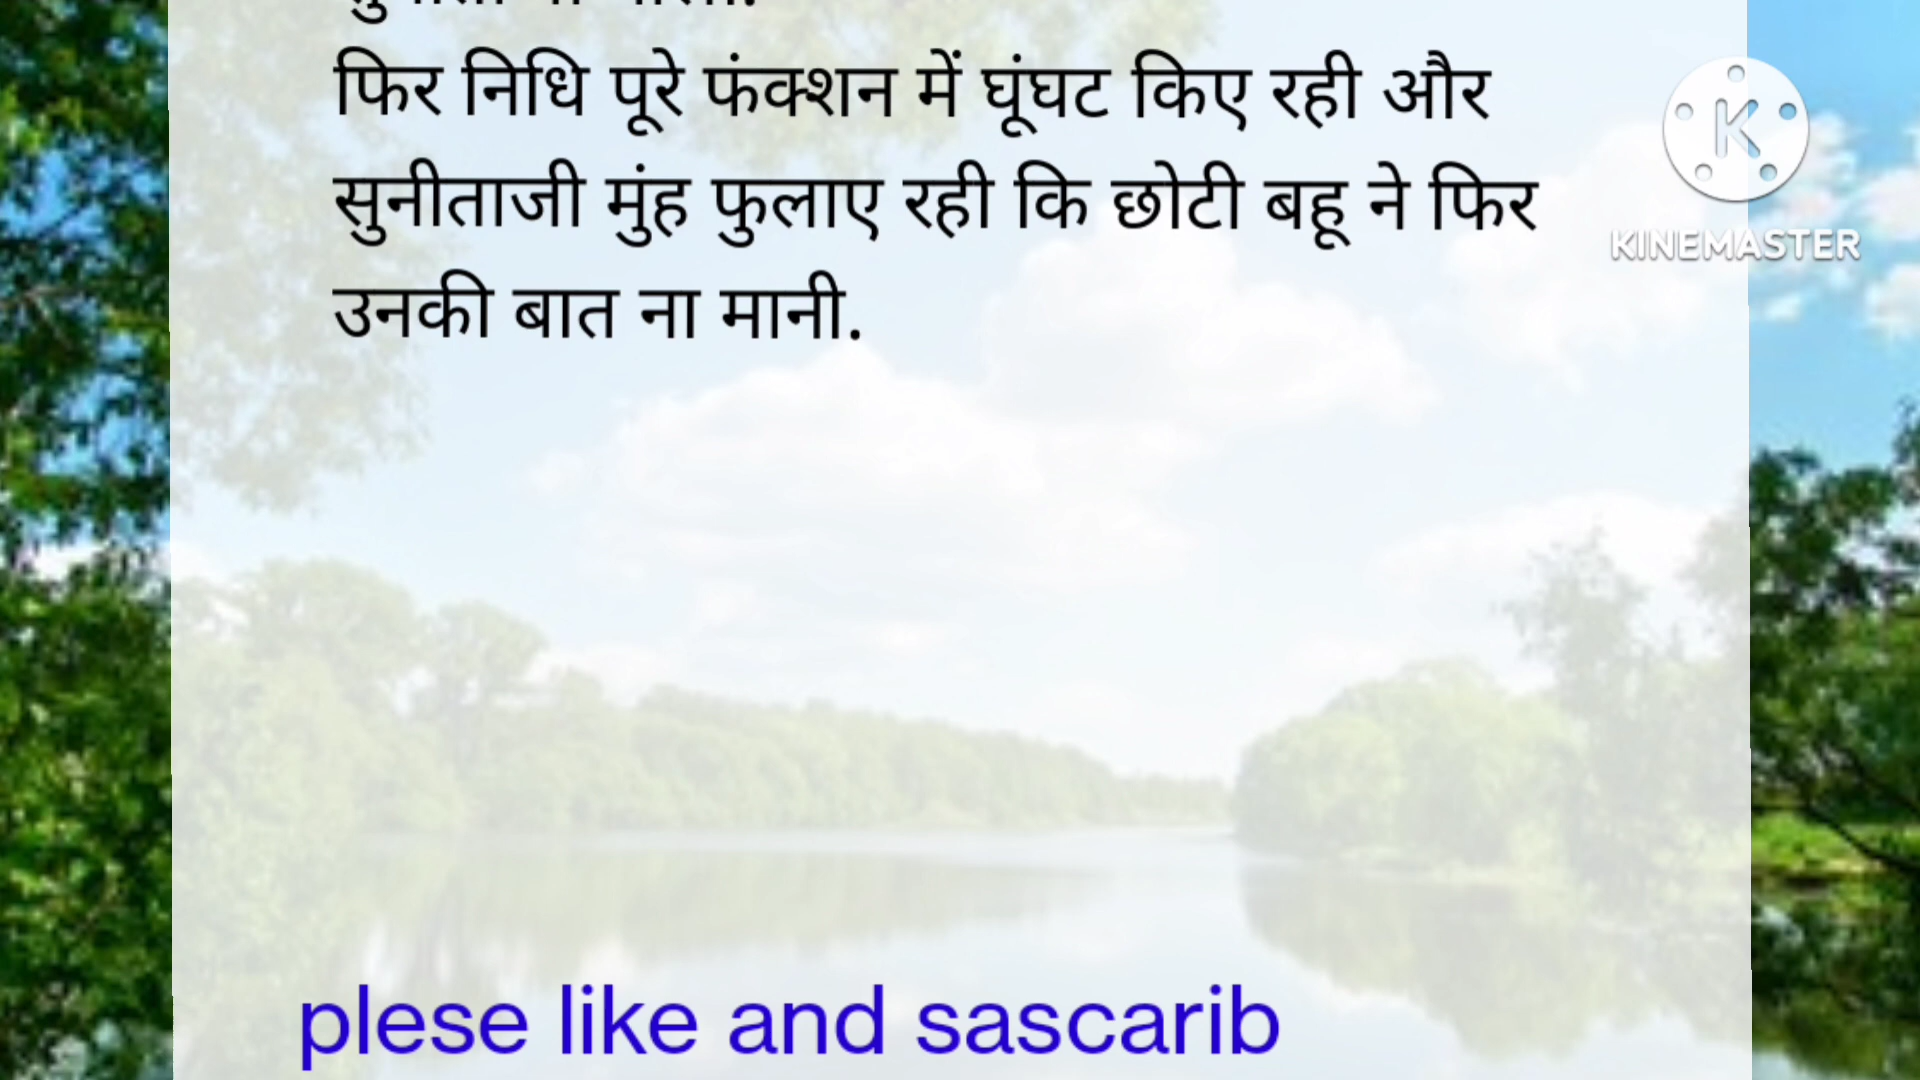 फिर निधि पूरे फंक्शन में घूंघट किए रही और
सुनीताजी मुंह फुलाए रही कि छोटी बहू ने फिर
उनकी बात ना मानी.
K
KINEMASTER
plese like and sascarib